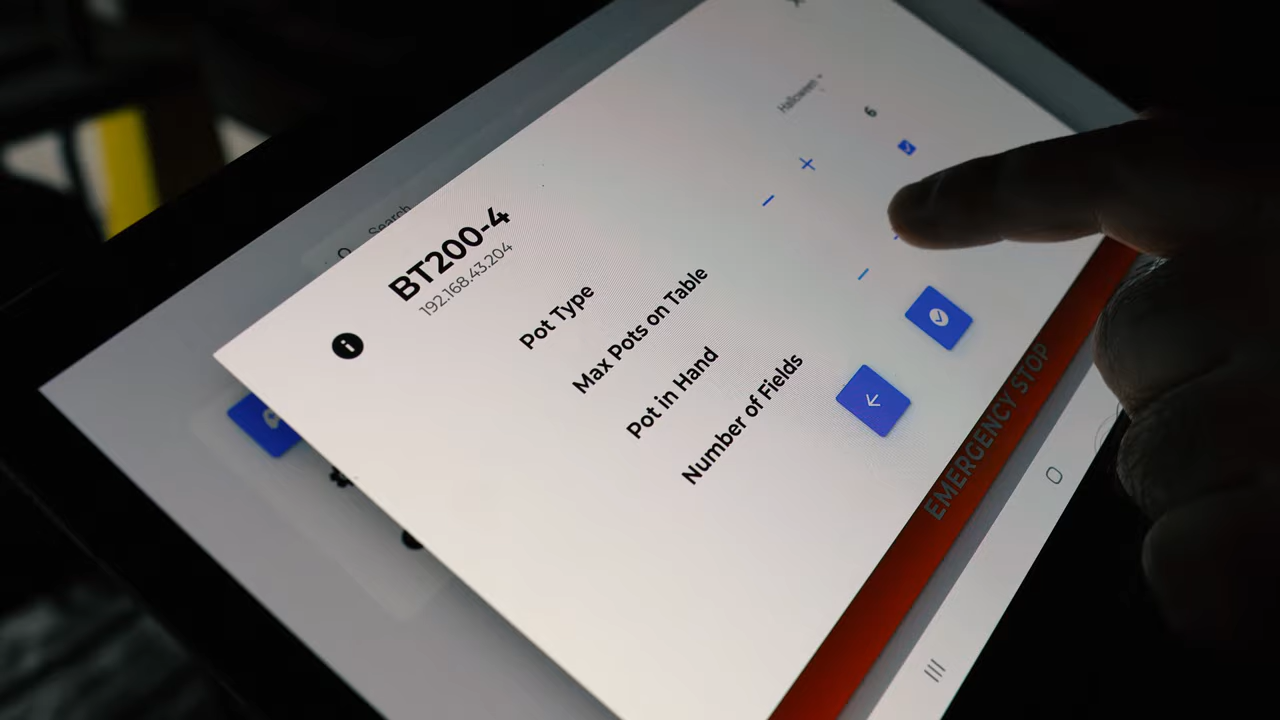 Search
BT200-4
192.168.43.204
Pot Type
Halloween
Max Pots on Table
6
Pot in Hand
Number of Fields
EMERGENCY STOP